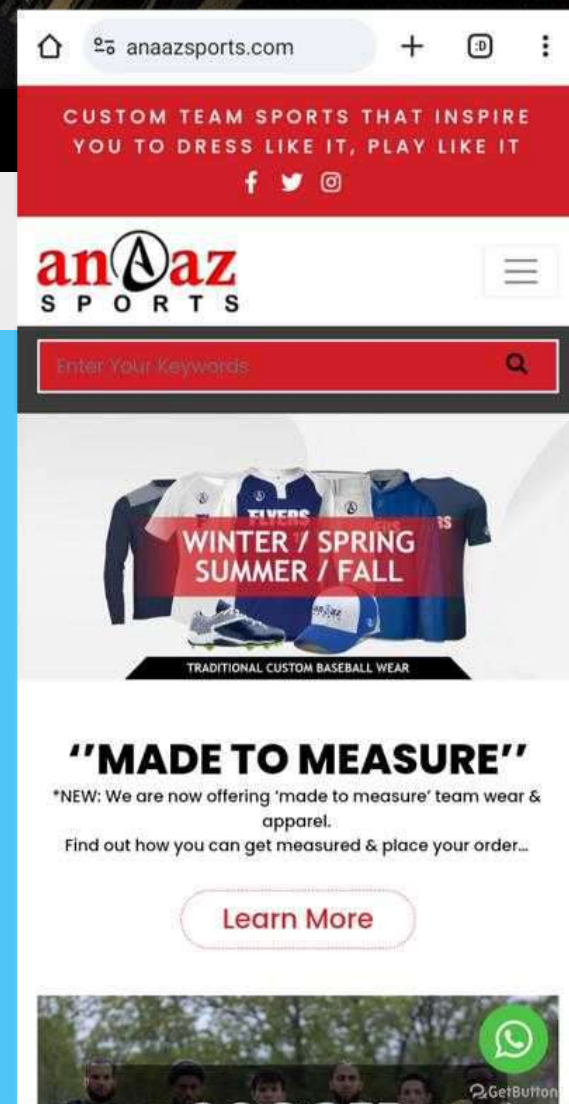 anaazsports.com
:D
CUSTOM TEAM SPORTS THAT INSPIRE
YOU TO DRESS LIKE IT, PLAY LIKE IT
anAaz
SPORTS
Enter Your Keywords
FLYERS
WINTER / SPRING
SUMMER / FALL
anAaz
TRADITIONAL CUSTOM BASEBALL WEAR
‘‘MADE TO MEASURE’’
*NEW: We are now offering ‘made to measure’ team wear &
apparel.
Find out how you can get measured & place your order...
Learn More
SOCCER
GetButton